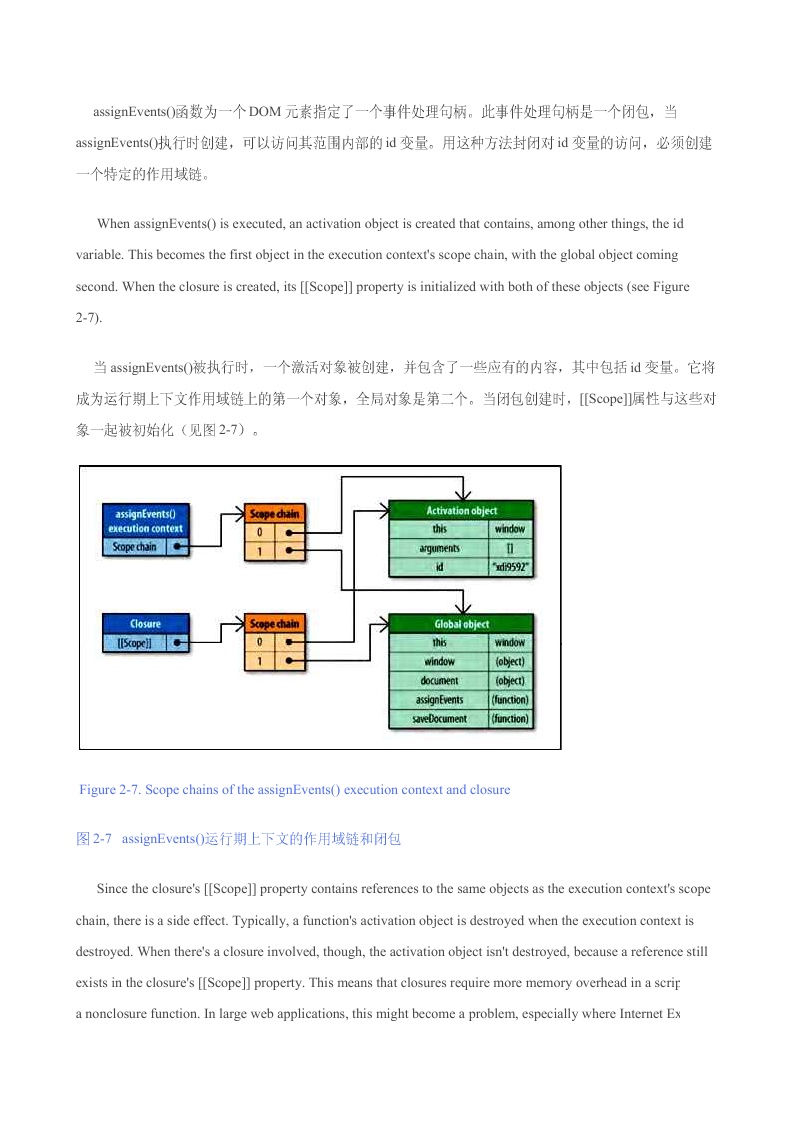 assignEvents()函数为一个 DOM 元素指定了一个事件处理句柄。此事件处理句柄是一个闭包，当
assignEvents()执行时创建，可以访问其范围内部的 id 变量。用这种方法封闭对 id 变量的访问，必须创建
一个特定的作用域链。
When assignEvents() is executed, an activation object is created that contains, among other things, the id
variable. This becomes the first object in the execution context's scope chain, with the global object coming
second. When the closure is created, its [[Scope]] property is initialized with both of these objects (see Figure
2-7).
当 assignEvents()被执行时，一个激活对象被创建，并包含了一些应有的内容，其中包括 id 变量。它将
成为运行期上下文作用域链上的第一个对象，全局对象是第二个。当闭包创建时，[[Scope]]属性与这些对
象一起被初始化（见图 2-7）。
assignEvents()
execution context
Scope chain
Scope chain
0
1
Activation object
this window
arguments []
id "xdi9592"
Closure
[[Scope]]
Scope chain
0
1
Global object
this window
window (object)
document (object)
assignEvents (function)
saveDocument (function)
Figure 2-7. Scope chains of the assignEvents() execution context and closure
图 2-7 assignEvents()运行期上下文的作用域链和闭包
Since the closure's [[Scope]] property contains references to the same objects as the execution context's scope
chain, there is a side effect. Typically, a function's activation object is destroyed when the execution context is
destroyed. When there's a closure involved, though, the activation object isn't destroyed, because a reference still
exists in the closure's [[Scope]] property. This means that closures require more memory overhead in a scrip
a nonclosure function. In large web applications, this might become a problem, especially where Internet Ex